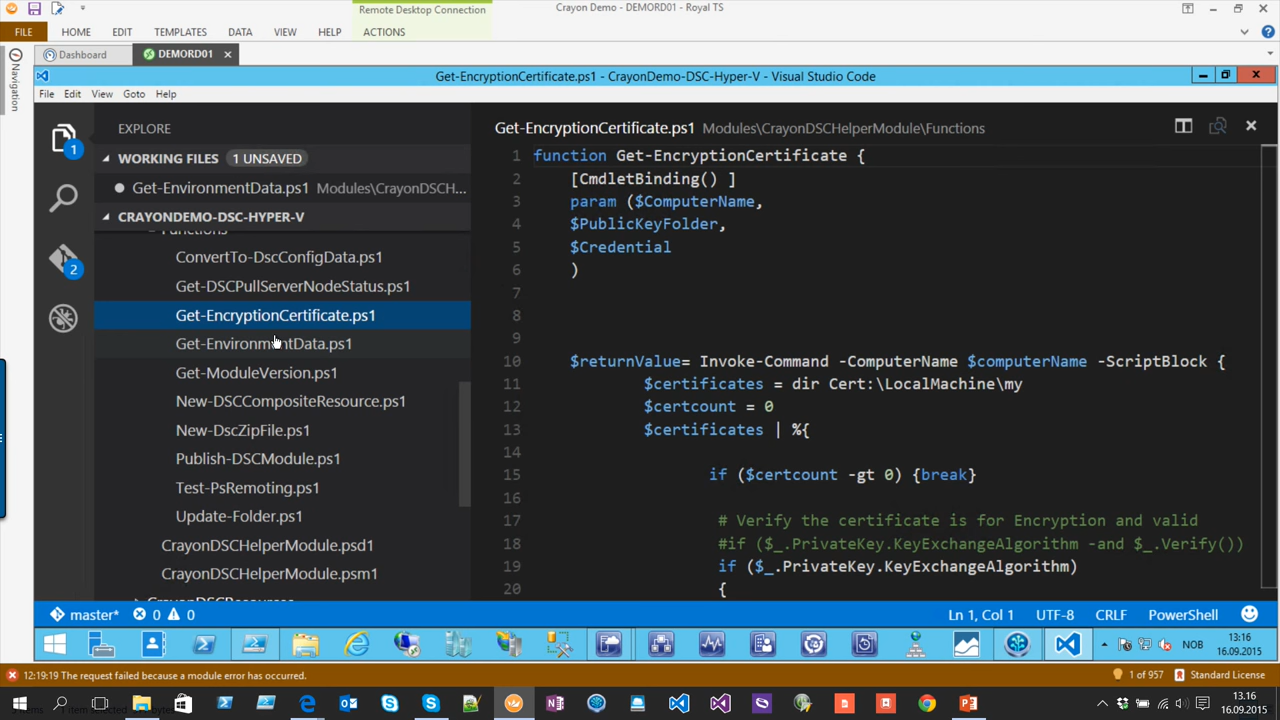 Remote Desktop Connection
Crayon Demo - DEMORD01 - Royal TS
FILE
HOME
EDIT
TEMPLATES
DATA
VIEW
HELP
ACTIONS
Navigation
Dashboard
DEMORD01
Get-EncryptionCertificate.ps1 - CrayonDemo-DSC-Hyper-V - Visual Studio Code
File Edit View Goto Help
EXPLORE
WORKING FILES 1 UNSAVED
Get-EnvironmentData.ps1 Modules\CrayonDSCH...
CRAYONDEMO-DSC-HYPER-V
Functions
ConvertTo-DscConfigData.ps1
Get-DSCPullServerNodeStatus.ps1
Get-EncryptionCertificate.ps1
Get-EnvironmentData.ps1
Get-ModuleVersion.ps1
New-DSCCompositeResource.ps1
New-DscZipFile.ps1
Publish-DSCModule.ps1
Test-PsRemoting.ps1
Update-Folder.ps1
CrayonDSCHelperModule.psd1
CrayonDSCHelperModule.psm1
CrayonDSCResources
1
2
Get-EncryptionCertificate.ps1 Modules\CrayonDSCHelperModule\Functions
1 function Get-EncryptionCertificate {
2 [CmdletBinding() ]
3 param ($ComputerName,
4 $PublicKeyFolder,
5 $Credential
6 )
7
8
9
10 $returnValue= Invoke-Command -ComputerName $computerName -ScriptBlock {
11 $certificates = dir Cert:\LocalMachine\my
12 $certcount = 0
13 $certificates | %{
14
15 if ($certcount -gt 0) {break}
16
17 # Verify the certificate is for Encryption and valid
18 #if ($_.PrivateKey.KeyExchangeAlgorithm -and $_.Verify())
19 if ($_.PrivateKey.KeyExchangeAlgorithm)
20 {
master* 0 0
Ln 1, Col 1 UTF-8 CRLF PowerShell
NOB
13:16
16.09.2015
12:19:19 The request failed because a module error has occurred.
1 of 957 Standard License
13.16
16.09.2015